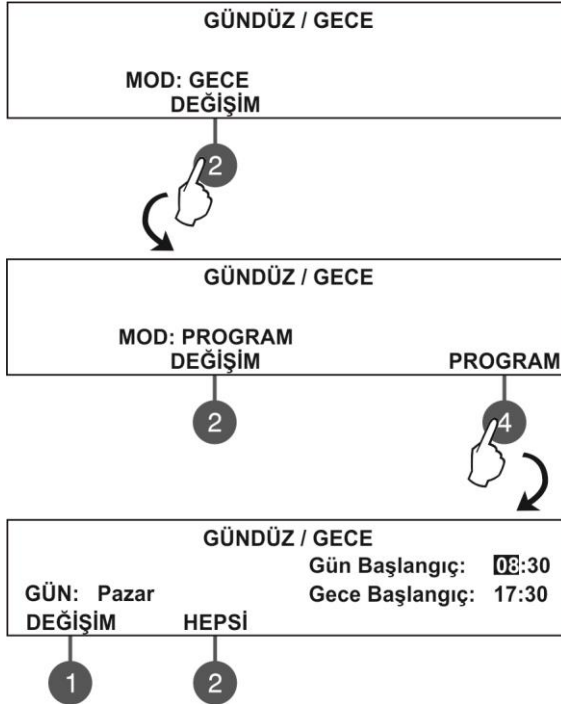 GÜNDÜZ / GECE
MOD: GECE
DEĞİŞİM
2
GÜNDÜZ / GECE
MOD: PROGRAM
DEĞİŞİM PROGRAM
2 4
GÜNDÜZ / GECE
Gün Başlangıç: 08:30
GÜN: Pazar Gece Başlangıç: 17:30
DEĞİŞİM HEPSİ
1 2